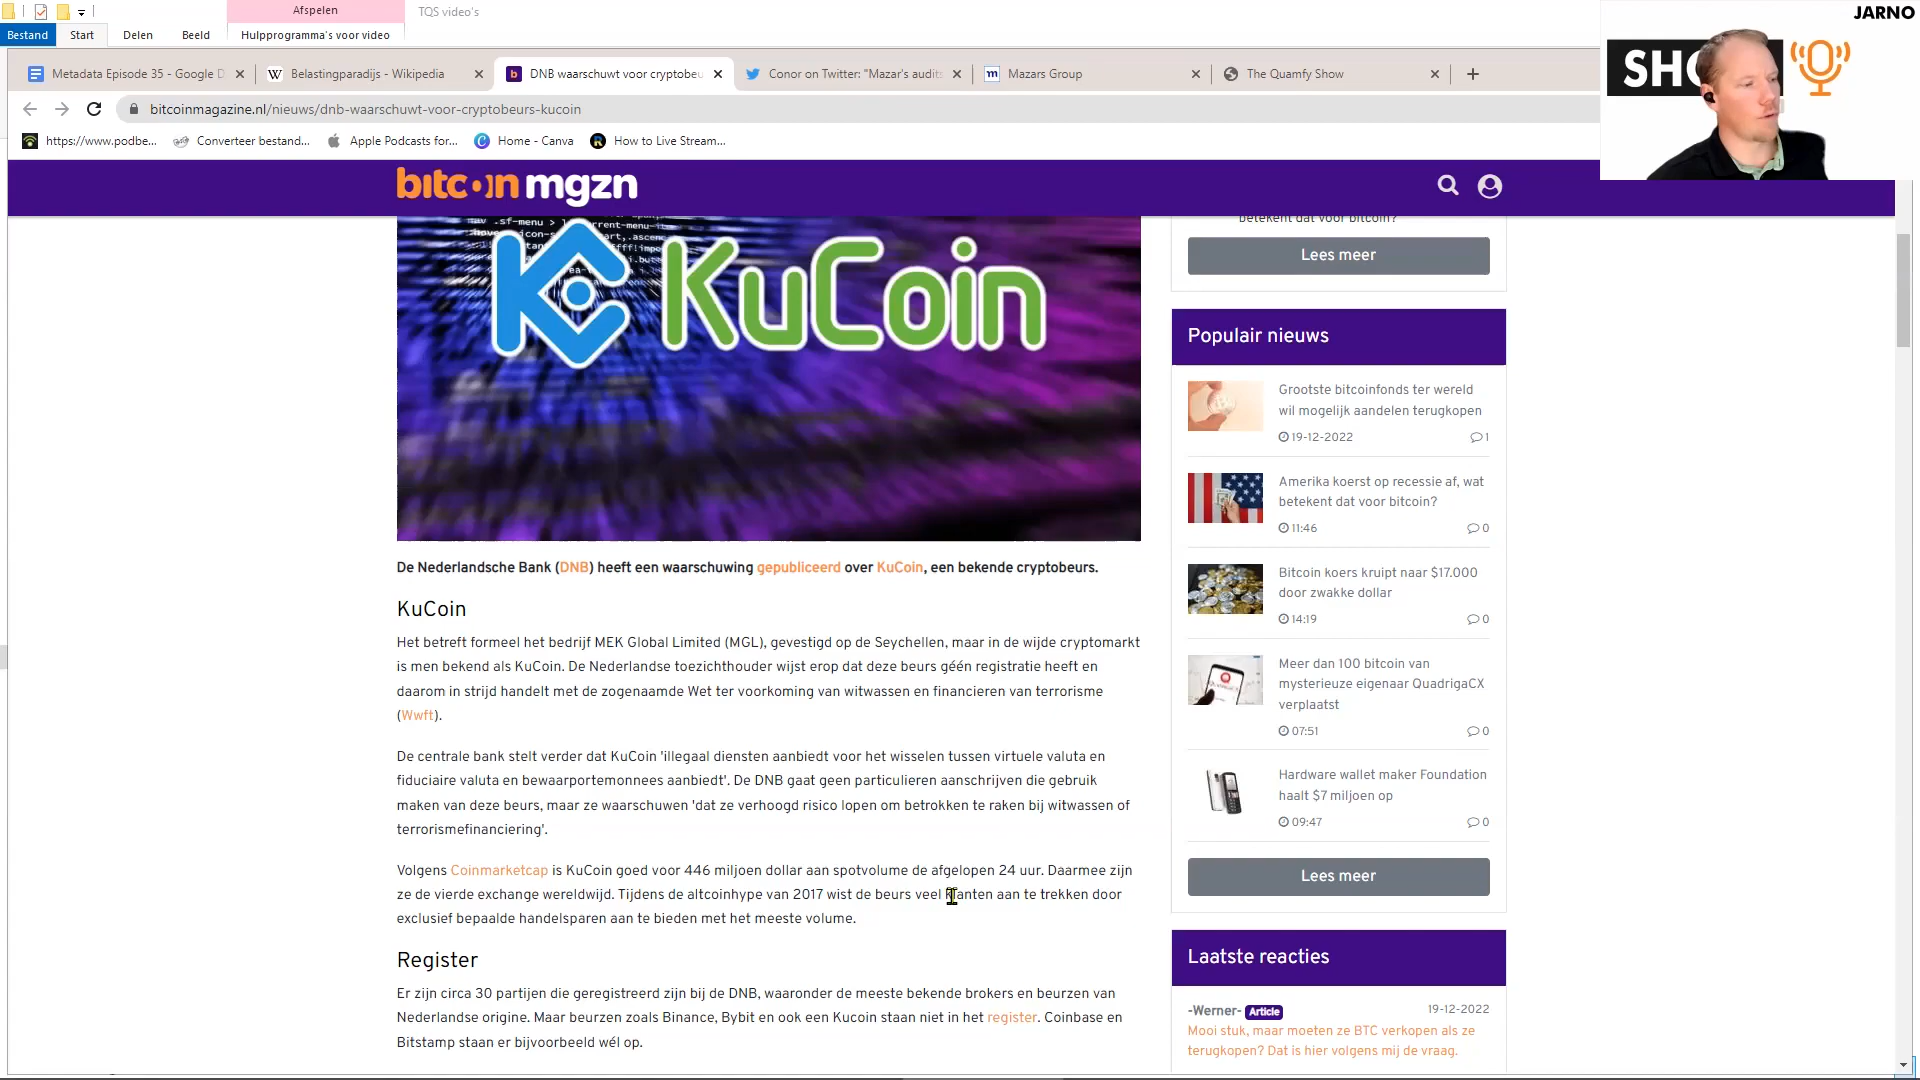 Afspelen
TQS video's
Bestand
Start
Delen
Beeld
Hulpprogramma's voor video
JARNO
Metadata Episode 35 - Google D
Belastingparadijs - Wikipedia
DNB waarschuwt voor cryptobeu
Conor on Twitter: "Mazar's audits
Mazars Group
The Quamfy Show
bitcoinmagazine.nl/nieuws/dnb-waarschuwt-voor-cryptobeurs-kucoin
https://www.podbe...
Converteer bestand...
Apple Podcasts for...
Home - Canva
How to Live Stream...
bitcoin mgzn
KuCoin
De Nederlandsche Bank (DNB) heeft een waarschuwing gepubliceerd over KuCoin, een bekende cryptobeurs.
KuCoin
Het betreft formeel het bedrijf MEK Global Limited (MGL), gevestigd op de Seychellen, maar in de wijde cryptomarkt
is men bekend als KuCoin. De Nederlandse toezichthouder wijst erop dat deze beurs géén registratie heeft en
daarom in strijd handelt met de zogenaamde Wet ter voorkoming van witwassen en financieren van terrorisme
(Wwft).
De centrale bank stelt verder dat KuCoin 'illegaal diensten aanbiedt voor het wisselen tussen virtuele valuta en
fiduciaire valuta en bewaarportemonnees aanbiedt'. De DNB gaat geen particulieren aanschrijven die gebruik
maken van deze beurs, maar ze waarschuwen 'dat ze verhoogd risico lopen om betrokken te raken bij witwassen of
terrorismefinanciering'.
Volgens Coinmarketcap is KuCoin goed voor 446 miljoen dollar aan spotvolume de afgelopen 24 uur. Daarmee zijn
ze de vierde exchange wereldwijd. Tijdens de altcoinhype van 2017 wist de beurs veel klanten aan te trekken door
exclusief bepaalde handelsparen aan te bieden met het meeste volume.
Register
Er zijn circa 30 partijen die geregistreerd zijn bij de DNB, waaronder de meeste bekende brokers en beurzen van
Nederlandse origine. Maar beurzen zoals Binance, Bybit en ook een Kucoin staan niet in het register. Coinbase en
Bitstamp staan er bijvoorbeeld wél op.
betekent dat voor bitcoin?
Lees meer
Populair nieuws
Grootste bitcoinfonds ter wereld
wil mogelijk aandelen terugkopen
19-12-2022
1
Amerika koerst op recessie af, wat
betekent dat voor bitcoin?
11:46
0
Bitcoin koers kruipt naar $17.000
door zwakke dollar
14:19
0
Meer dan 100 bitcoin van
mysterieuze eigenaar QuadrigaCX
verplaatst
07:51
0
Hardware wallet maker Foundation
haalt $7 miljoen op
09:47
0
Lees meer
Laatste reacties
-Werner- Article
19-12-2022
Mooi stuk, maar moeten ze BTC verkopen als ze
terugkopen? Dat is hier volgens mij de vraag.